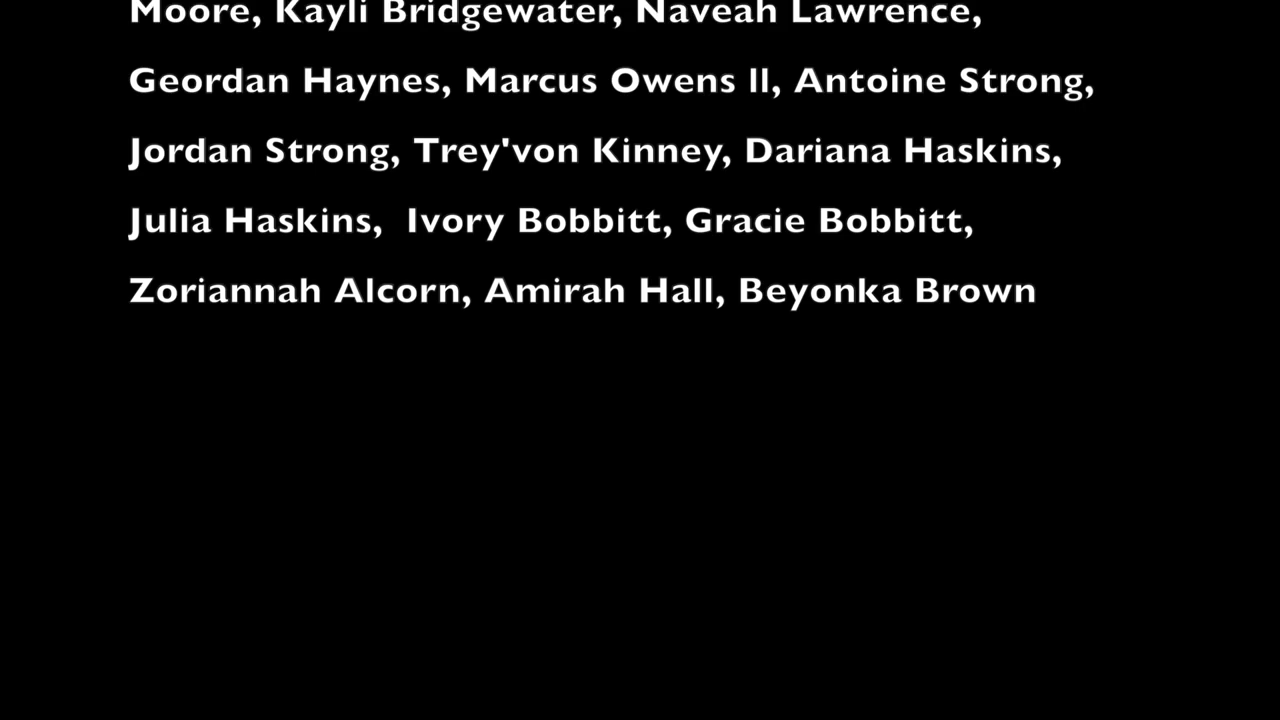 Moore, Kayli Bridgewater, Naveah Lawrence,
Geordan Haynes, Marcus Owens II, Antoine Strong,
Jordan Strong, Trey'von Kinney, Dariana Haskins,
Julia Haskins,  Ivory Bobbitt, Gracie Bobbitt,
Zoriannah Alcorn, Amirah Hall, Beyonka Brown